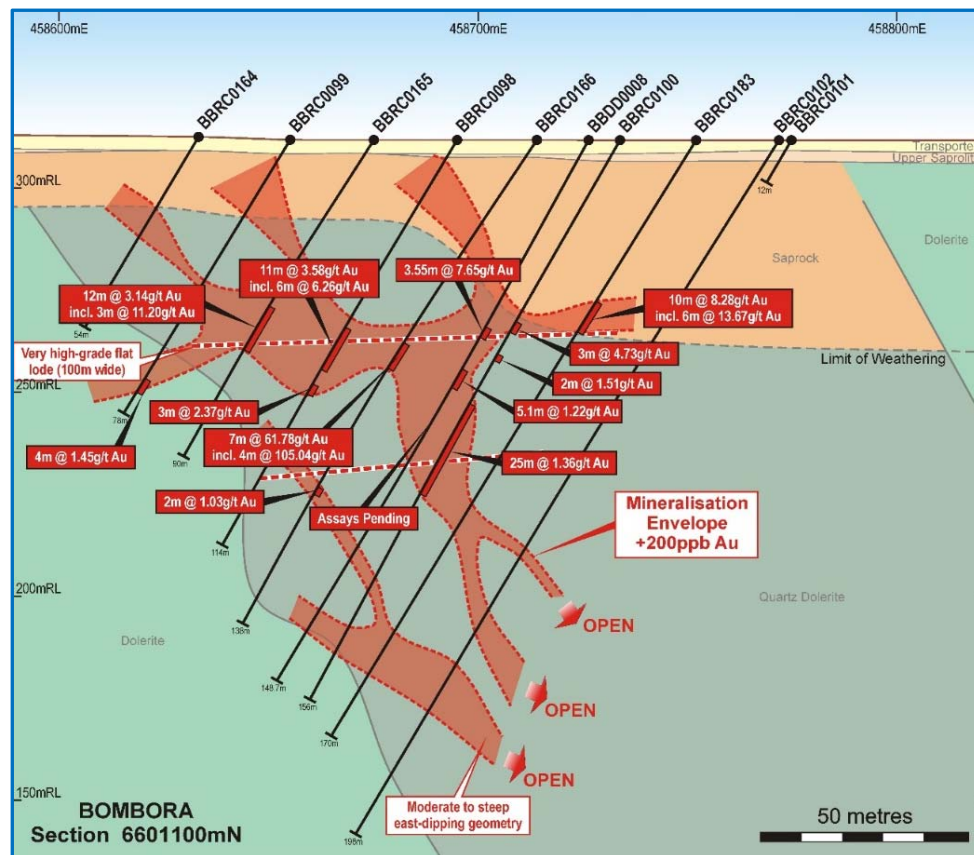 458600mE
458700mE
458800mE
BBRC0164
BBRC0099
BBRC0165
BBRC0098
BBRC0166
BBDD0008
BBRC0100
BBRC0183
BBRC0102
BBRC0101
Transporte
Upper Saprolit
12m
300mRL
Dolerite
Saprock
11m @ 3.58g/t Au
incl. 6m @ 6.26g/t Au
3.55m @ 7.65g/t Au
12m @ 3.14g/t Au
incl. 3m @ 11.20g/t Au
10m @ 8.28g/t Au
incl. 6m @ 13.67g/t Au
54m
Very high-grade flat
lode (100m wide)
3m @ 4.73g/t Au
Limit of Weathering
2m @ 1.51g/t Au
250mRL
3m @ 2.37g/t Au
5.1m @ 1.22g/t Au
78m
7m @ 61.78g/t Au
incl. 4m @ 105.04g/t Au
4m @ 1.45g/t Au
90m
25m @ 1.36g/t Au
2m @ 1.03g/t Au
Assays Pending
Mineralisation
Envelope
+200ppb Au
114m
200mRL
Quartz Dolerite
OPEN
138m
Dolerite
148.7m
156m
OPEN
170m
OPEN
150mRL
Moderate to steep
east-dipping geometry
BOMBORA
Section 6601100mN
50 metres
198m